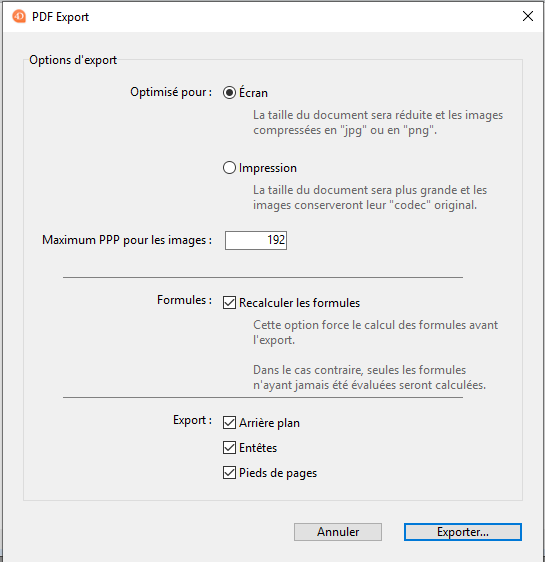 4D PDF Export
Options d'export
Optimisé pour : Écran
La taille du document sera réduite et les images
compressées en "jpg" ou en "png".
Impression
La taille du document sera plus grande et les
images conserveront leur "codec" original.
Maximum PPP pour les images : 192
Formules : Recalculer les formules
Cette option force le calcul des formules avant
l'export.
Dans le cas contraire, seules les formules
n'ayant jamais été évaluées seront calculées.
Export : Arrière plan
Entêtes
Pieds de pages
Annuler Exporter...